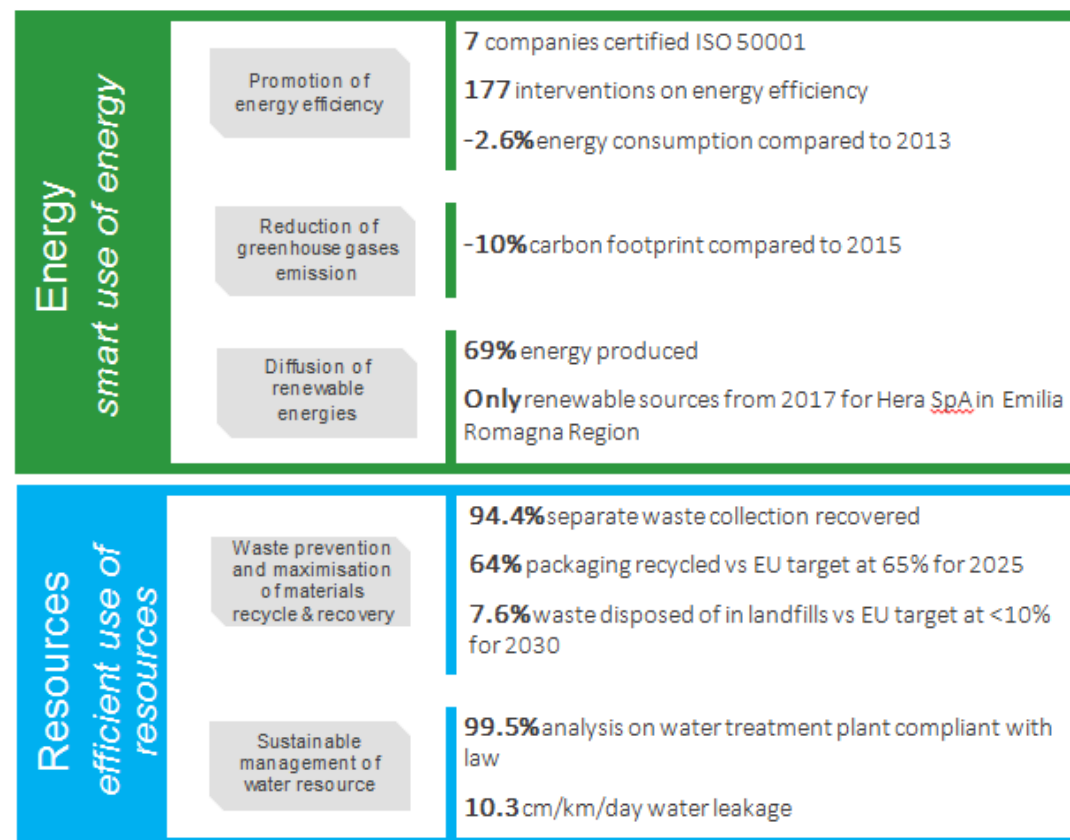 Energy
smart use of energy
Promotion of
energy efficiency
7 companies certified ISO 50001
177 interventions on energy efficiency
-2.6% energy consumption compared to 2013
Reduction of
greenhouse gases
emission
-10% carbon footprint compared to 2015
Diffusion of
renewable
energies
69% energy produced
Only renewable sources from 2017 for Hera SpA in Emilia
Romagna Region
Resources
efficient use of
resources
Waste prevention
and maximisation
of materials
recycle & recovery
94.4% separate waste collection recovered
64% packaging recycled vs EU target at 65% for 2025
7.6% waste disposed of in landfills vs EU target at <10%
for 2030
Sustainable
management of
water resource
99.5% analysis on water treatment plant compliant with
law
10.3 cm/km/day water leakage